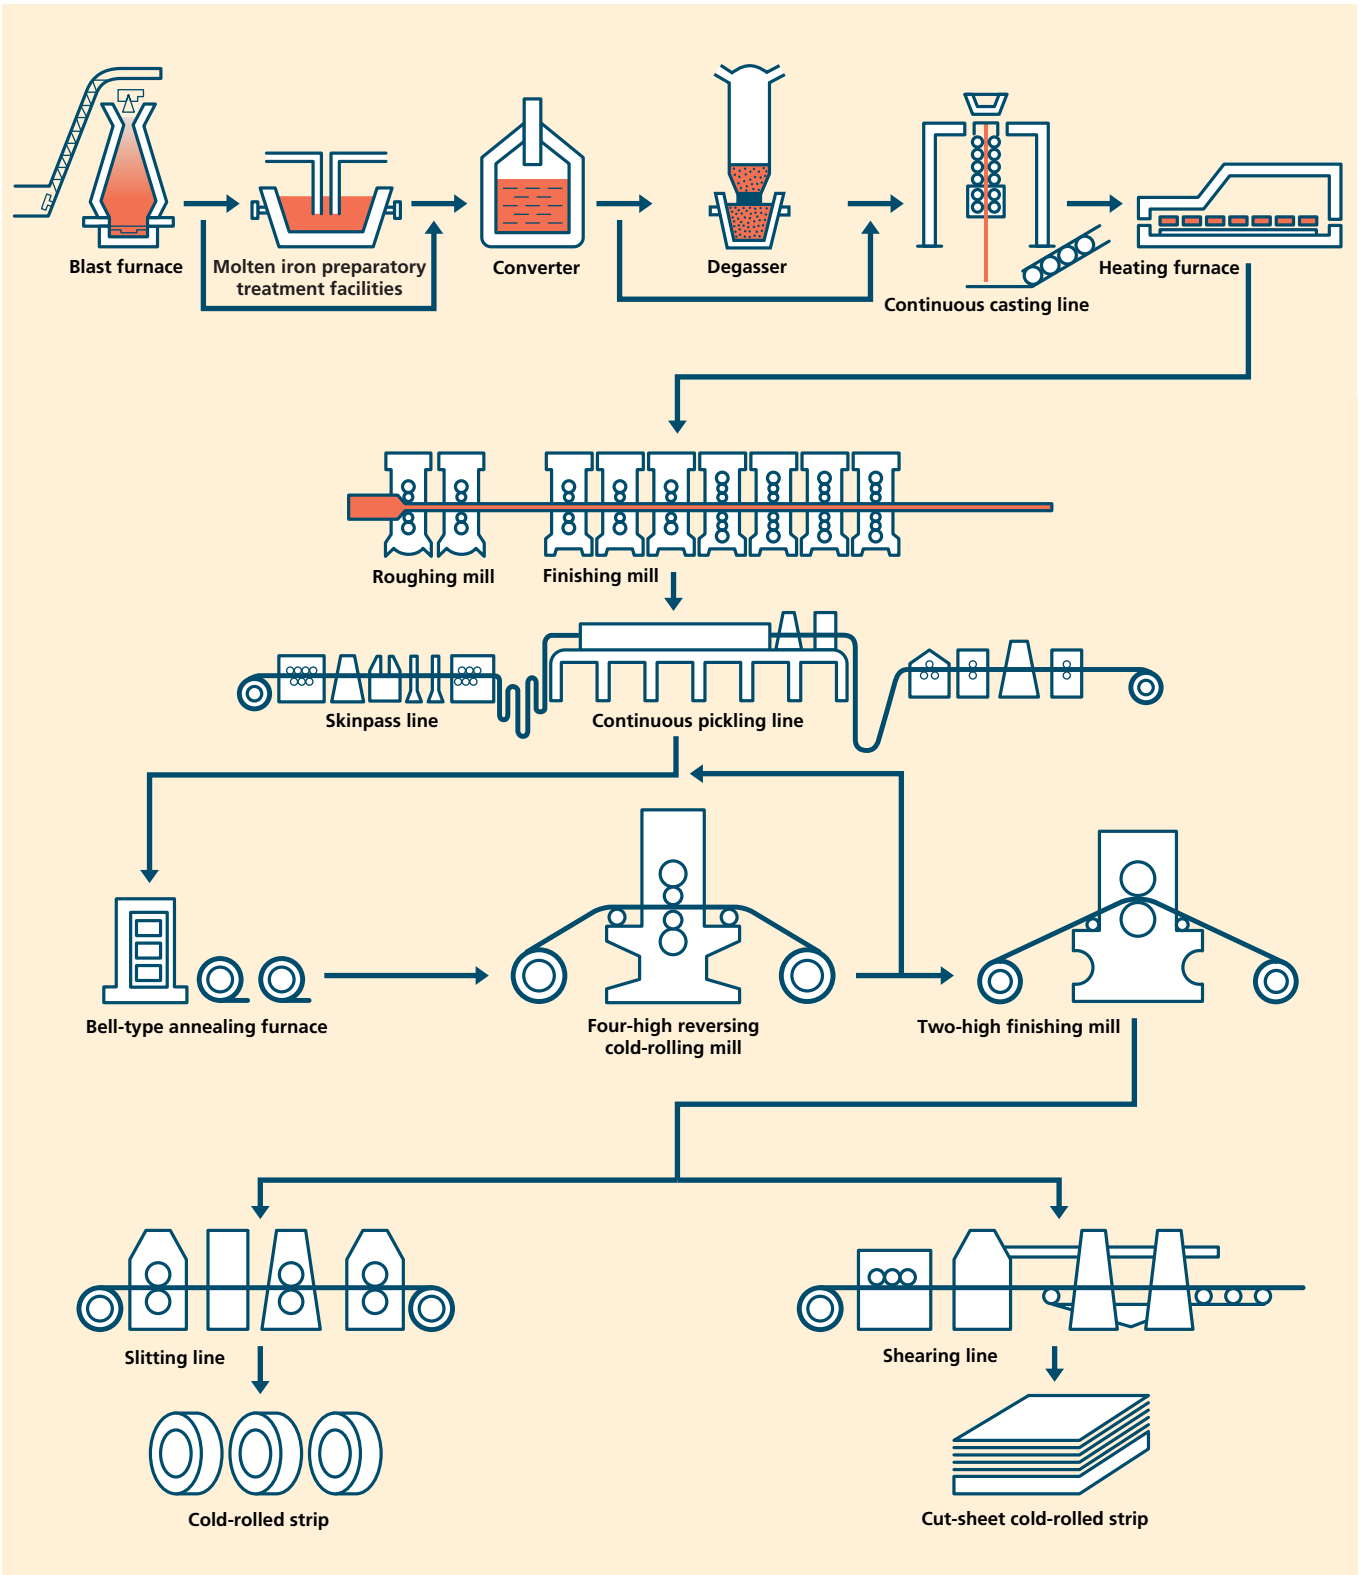 Blast furnace
Molten iron preparatory
treatment facilities
Converter
Degasser
Continuous casting line
Heating furnace
Roughing mill
Finishing mill
Skinpass line
Continuous pickling line
Bell-type annealing furnace
Four-high reversing
cold-rolling mill
Two-high finishing mill
Slitting line
Shearing line
Cold-rolled strip
Cut-sheet cold-rolled strip